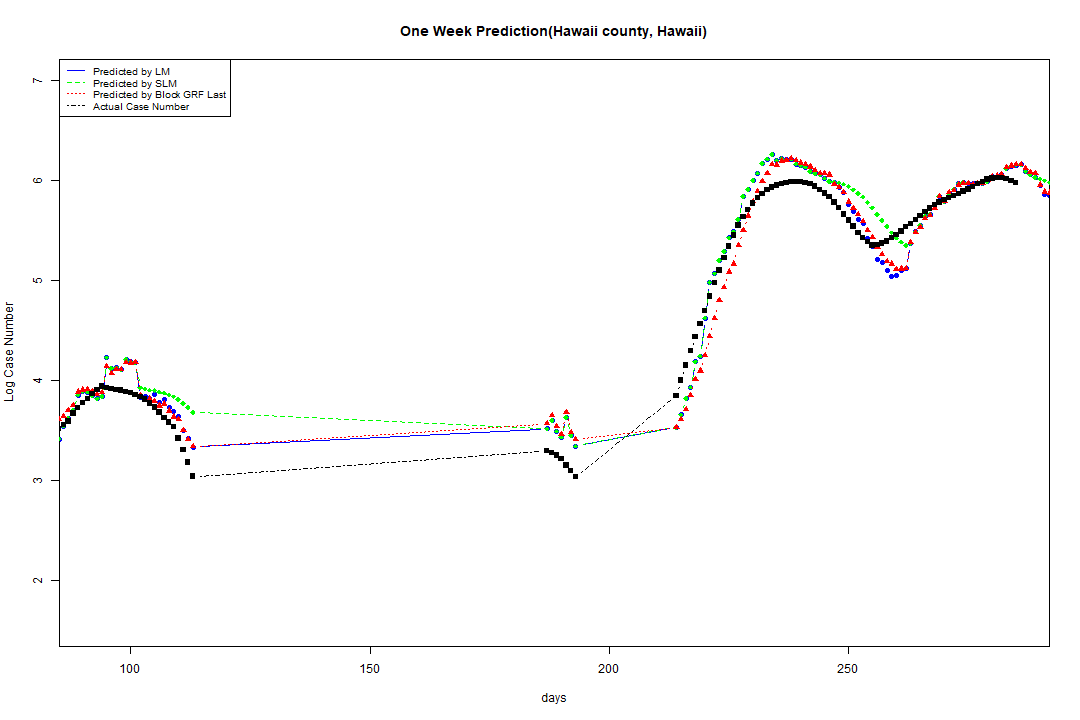 One Week Prediction(Hawaii county, Hawaii)
Predicted by LM
Predicted by SLM
Predicted by Block GRF Last
Actual Case Number
7
6
5
4
3
2
Log Case Number
100 150 200 250
days